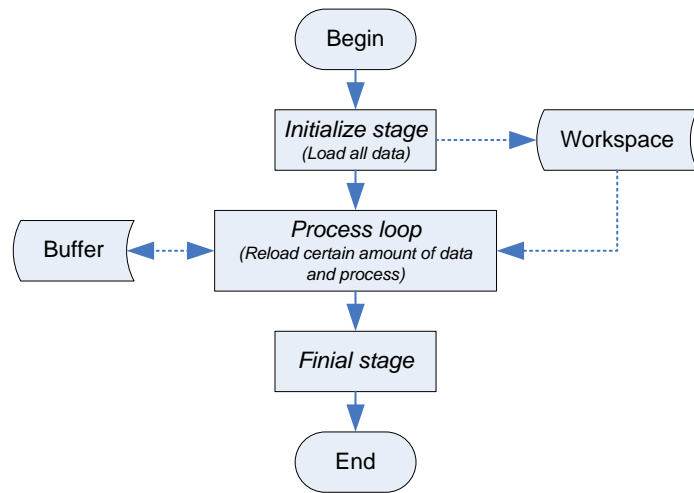 Begin
Initialize stage
(Load all data)
Workspace
Process loop
(Reload certain amount of data
and process)
Buffer
Finial stage
End